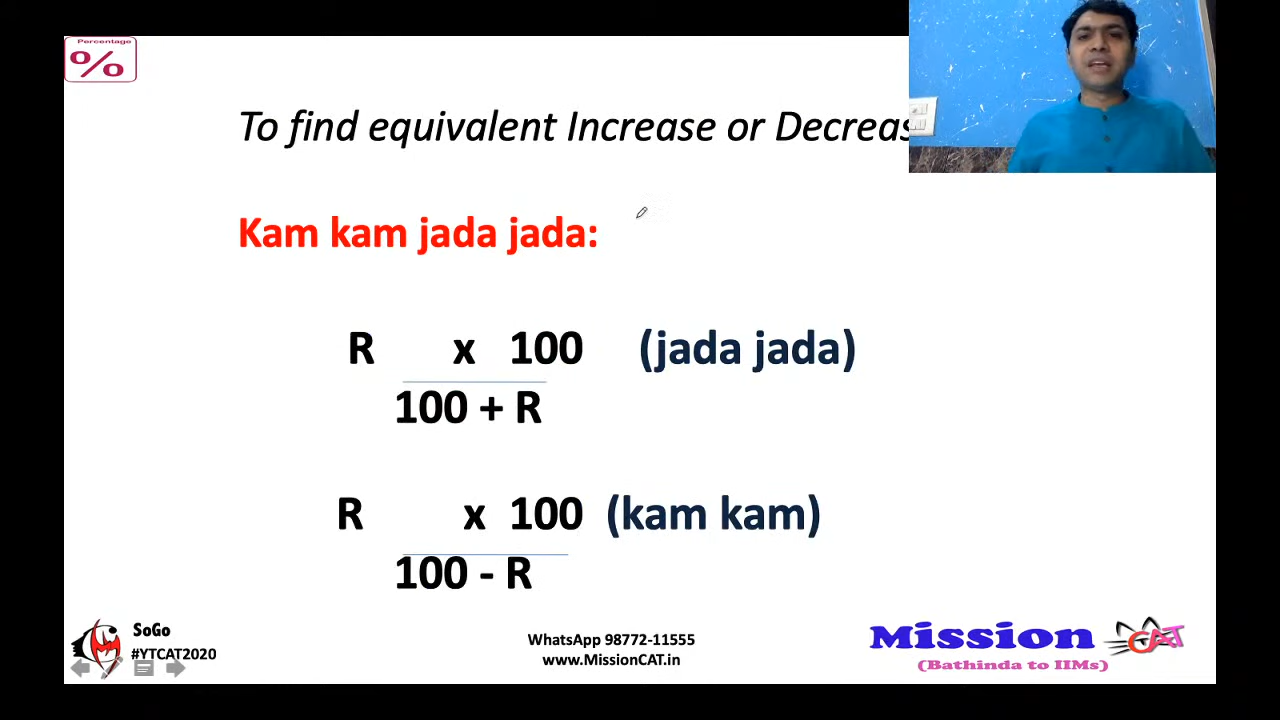 Percentage
%
To find equivalent Increase or Decreas
Kam kam jada jada:
R x 100 (jada jada)
100 + R
R x 100 (kam kam)
100 - R
SoGo
#YTCAT2020
WhatsApp 98772-11555
www.MissionCAT.in
Mission CAT
(Bathinda to IIMs)